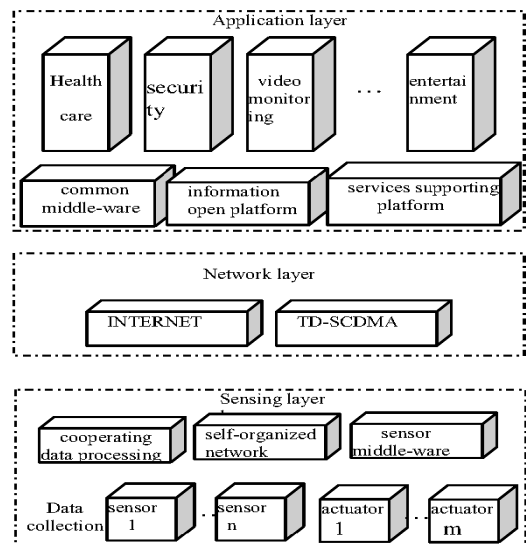 Application layer
Health care
securi
ty
video
monitor
ing
...
entertai
nment
common
middle-ware
information
open platform
services supporting
platform
Network layer
INTERNET
TD-SCDMA
Sensing layer
cooperating
data processing
self-organized
network
sensor
middle-ware
Data
collection
sensor
1
..
sensor
n
actuator
1
...
actuator
m